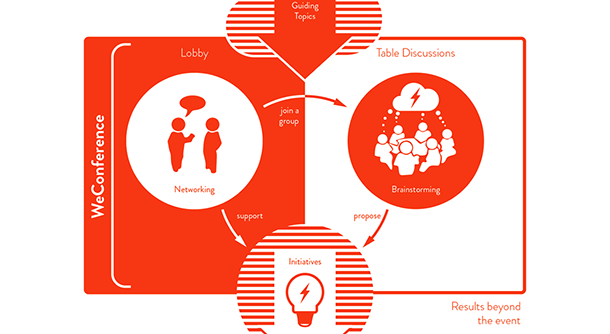 Guiding
Topics
Lobby
Table Discussions
WeConference
join a
group
Networking
Brainstorming
support
propose
Initiatives
Results beyond
the event